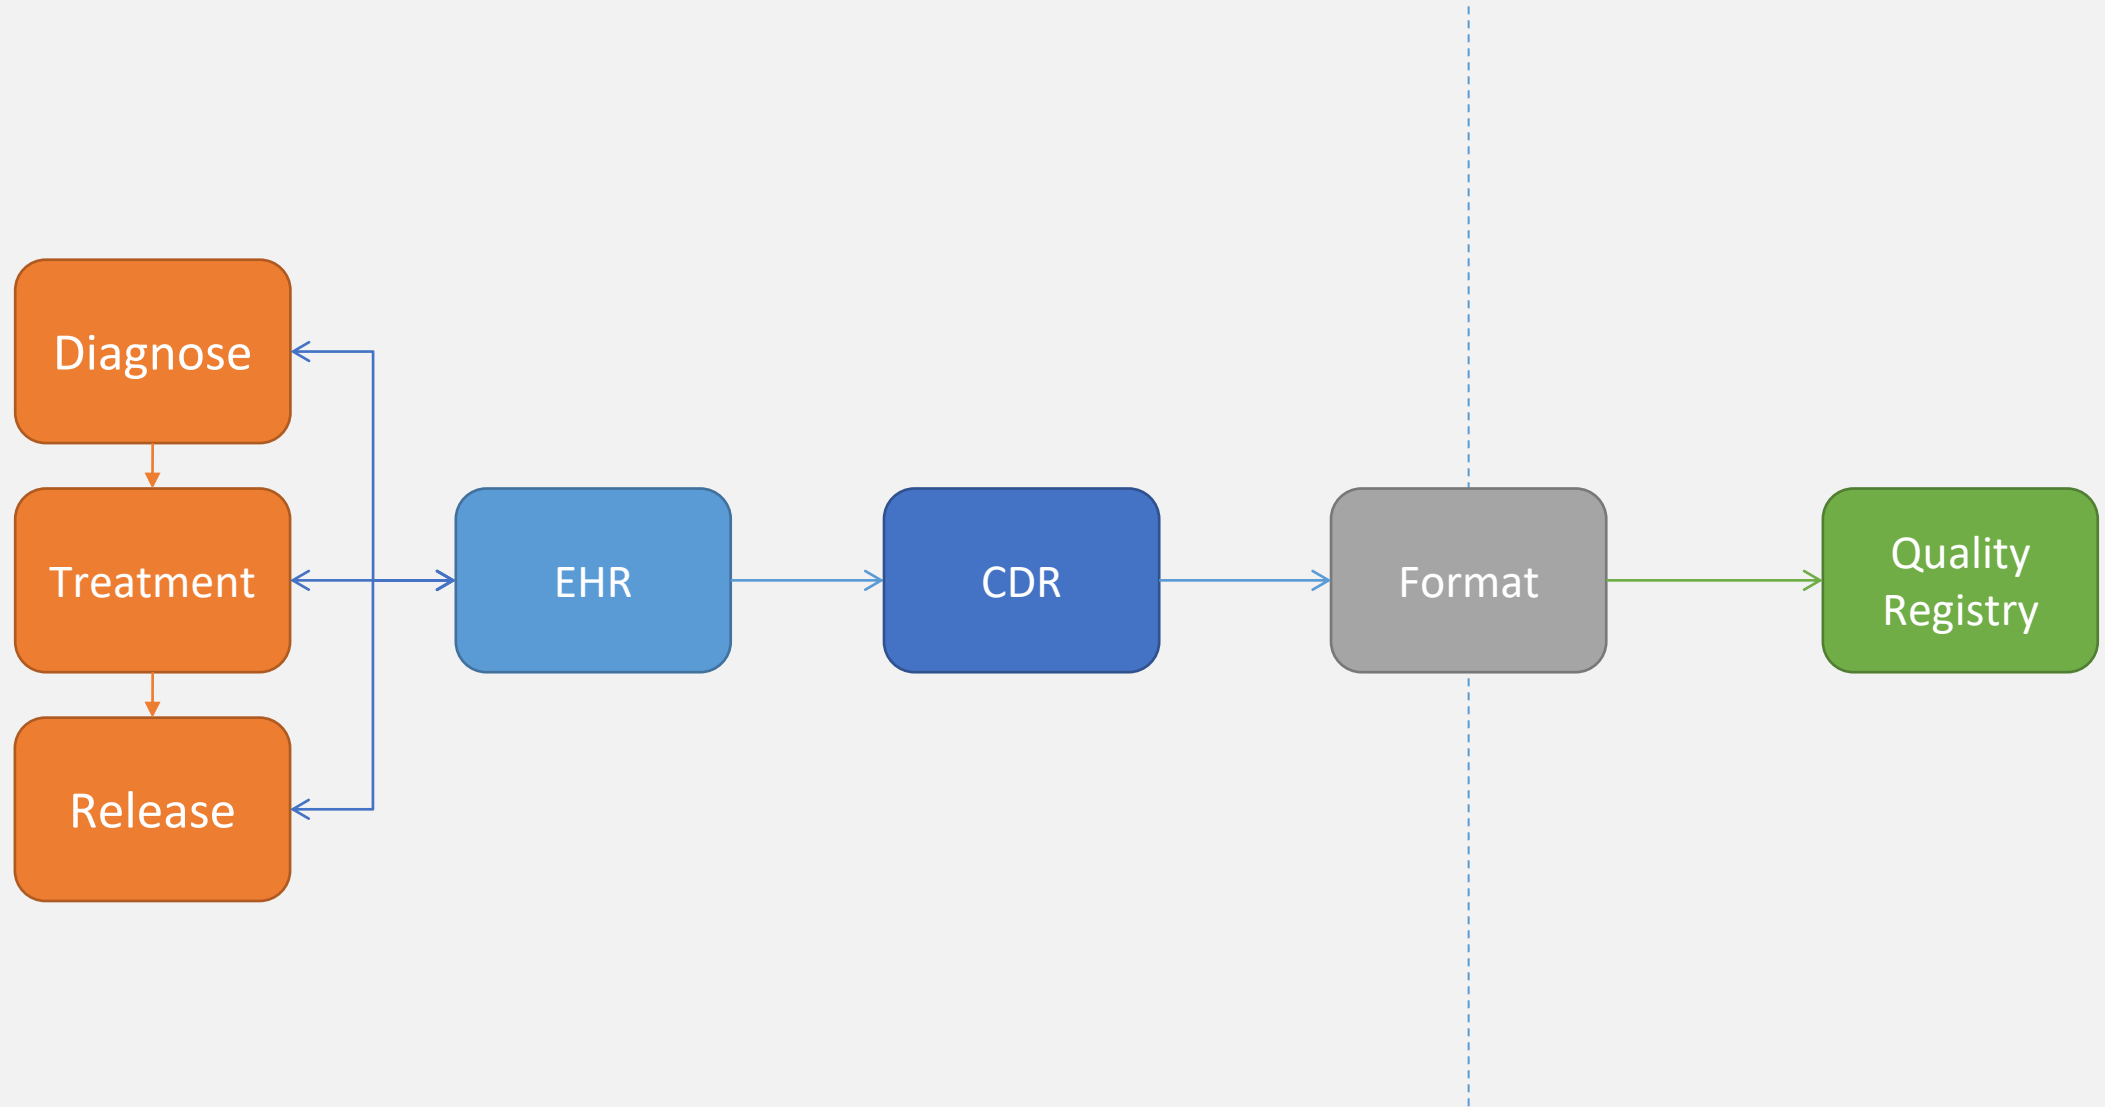 Diagnose
Treatment
Release
EHR
CDR
Format
Quality
Registry